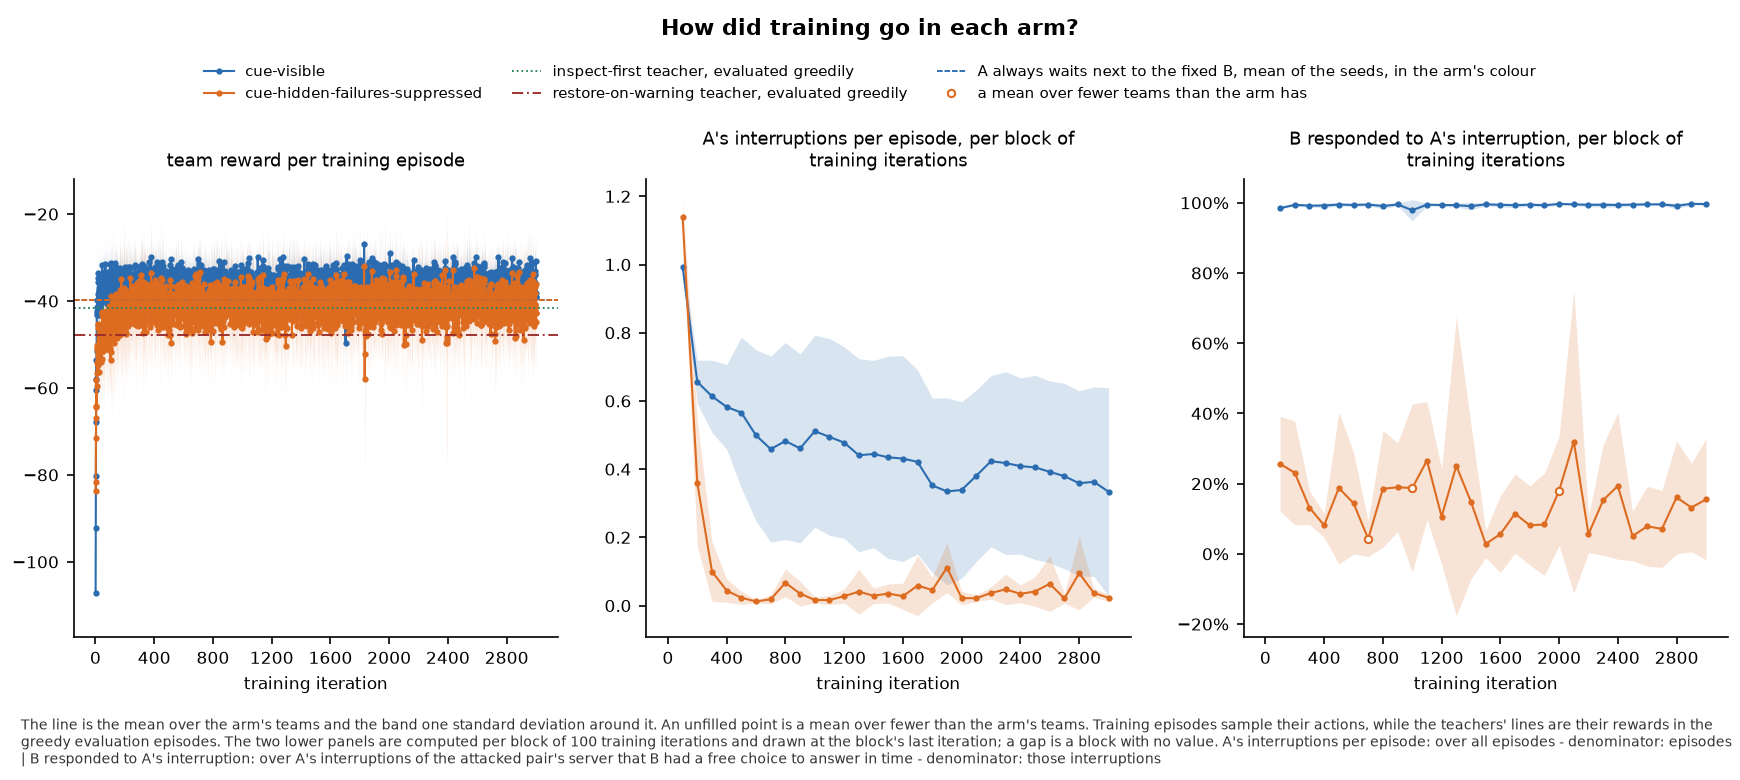 How did training go in each arm?
cue-visible
cue-hidden-failures-suppressed
inspect-first teacher, evaluated greedily
restore-on-warning teacher, evaluated greedily
A always waits next to the fixed B, mean of the seeds, in the arm's colour
a mean over fewer teams than the arm has
team reward per training episode
−20
−40
−60
−80
−100
0 400 800 1200 1600 2000 2400 2800
training iteration
A's interruptions per episode, per block of
training iterations
1.2
1.0
0.8
0.6
0.4
0.2
0.0
0 400 800 1200 1600 2000 2400 2800
training iteration
B responded to A's interruption, per block of
training iterations
100%
80%
60%
40%
20%
0%
−20%
0 400 800 1200 1600 2000 2400 2800
training iteration
The line is the mean over the arm's teams and the band one standard deviation around it. An unfilled point is a mean over fewer than the arm's teams. Training episodes sample their actions, while the teachers' lines are their rewards in the
greedy evaluation episodes. The two lower panels are computed per block of 100 training iterations and drawn at the block's last iteration; a gap is a block with no value. A's interruptions per episode: over all episodes - denominator: episodes
| B responded to A's interruption: over A's interruptions of the attacked pair's server that B had a free choice to answer in time - denominator: those interruptions